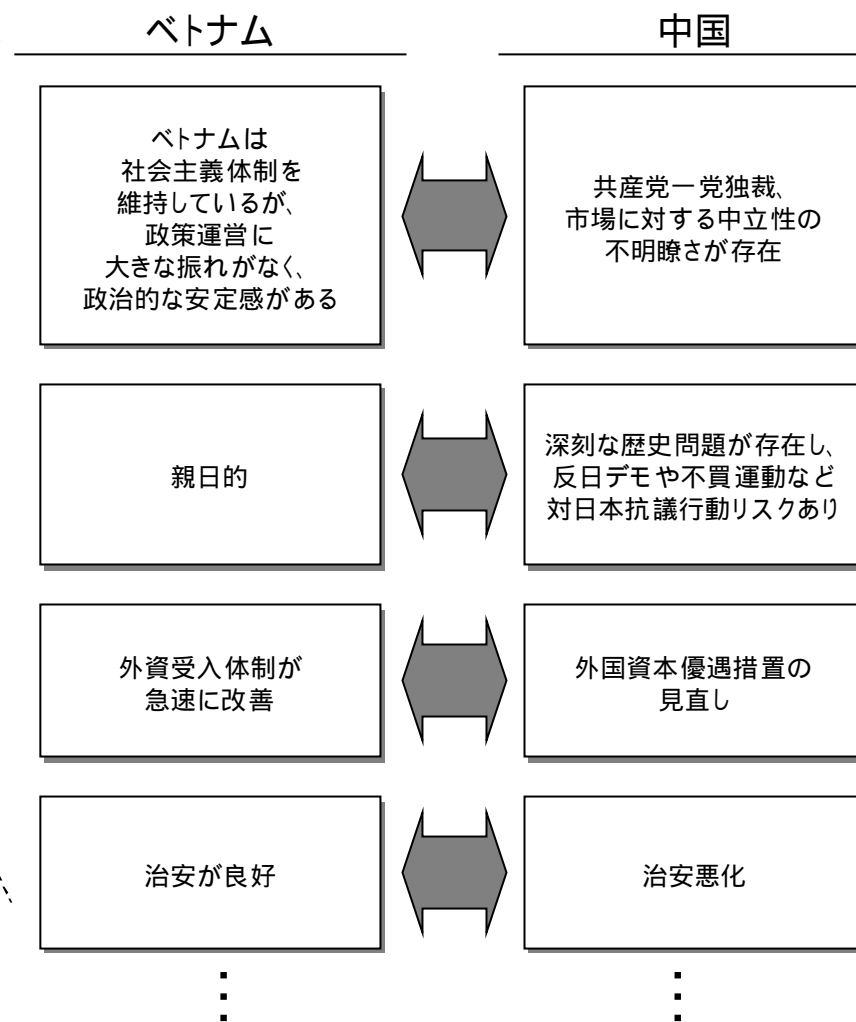 ベトナム
中国
ベトナムは
社会主義体制を
維持しているが、
政策運営に
大きな振れがなく、
政治的な安定感がある
共産党一党独裁、
市場に対する中立性の
不明瞭さが存在
親日的
深刻な歴史問題が存在し、
反日デモや不買運動など
対日本抗議行動リスクあり
外資受入体制が
急速に改善
外国資本優遇措置の
見直し
治安が良好
治安悪化